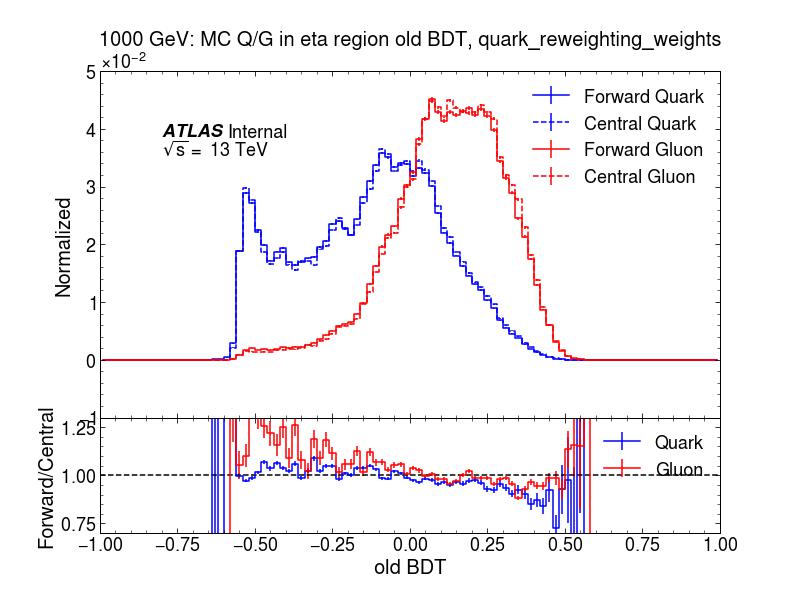 1000 GeV: MC Q/G in eta region old BDT, quark_reweighting_weights
×10⁻²
5
4
3
2
1
0
1
Normalized
ATLAS Internal
√s = 13 TeV
Forward Quark
Central Quark
Forward Gluon
Central Gluon
1.25
1.00
0.75
Forward/Central
Quark
Gluon
−1.00 −0.75 −0.50 −0.25 0.00 0.25 0.50 0.75 1.00
old BDT